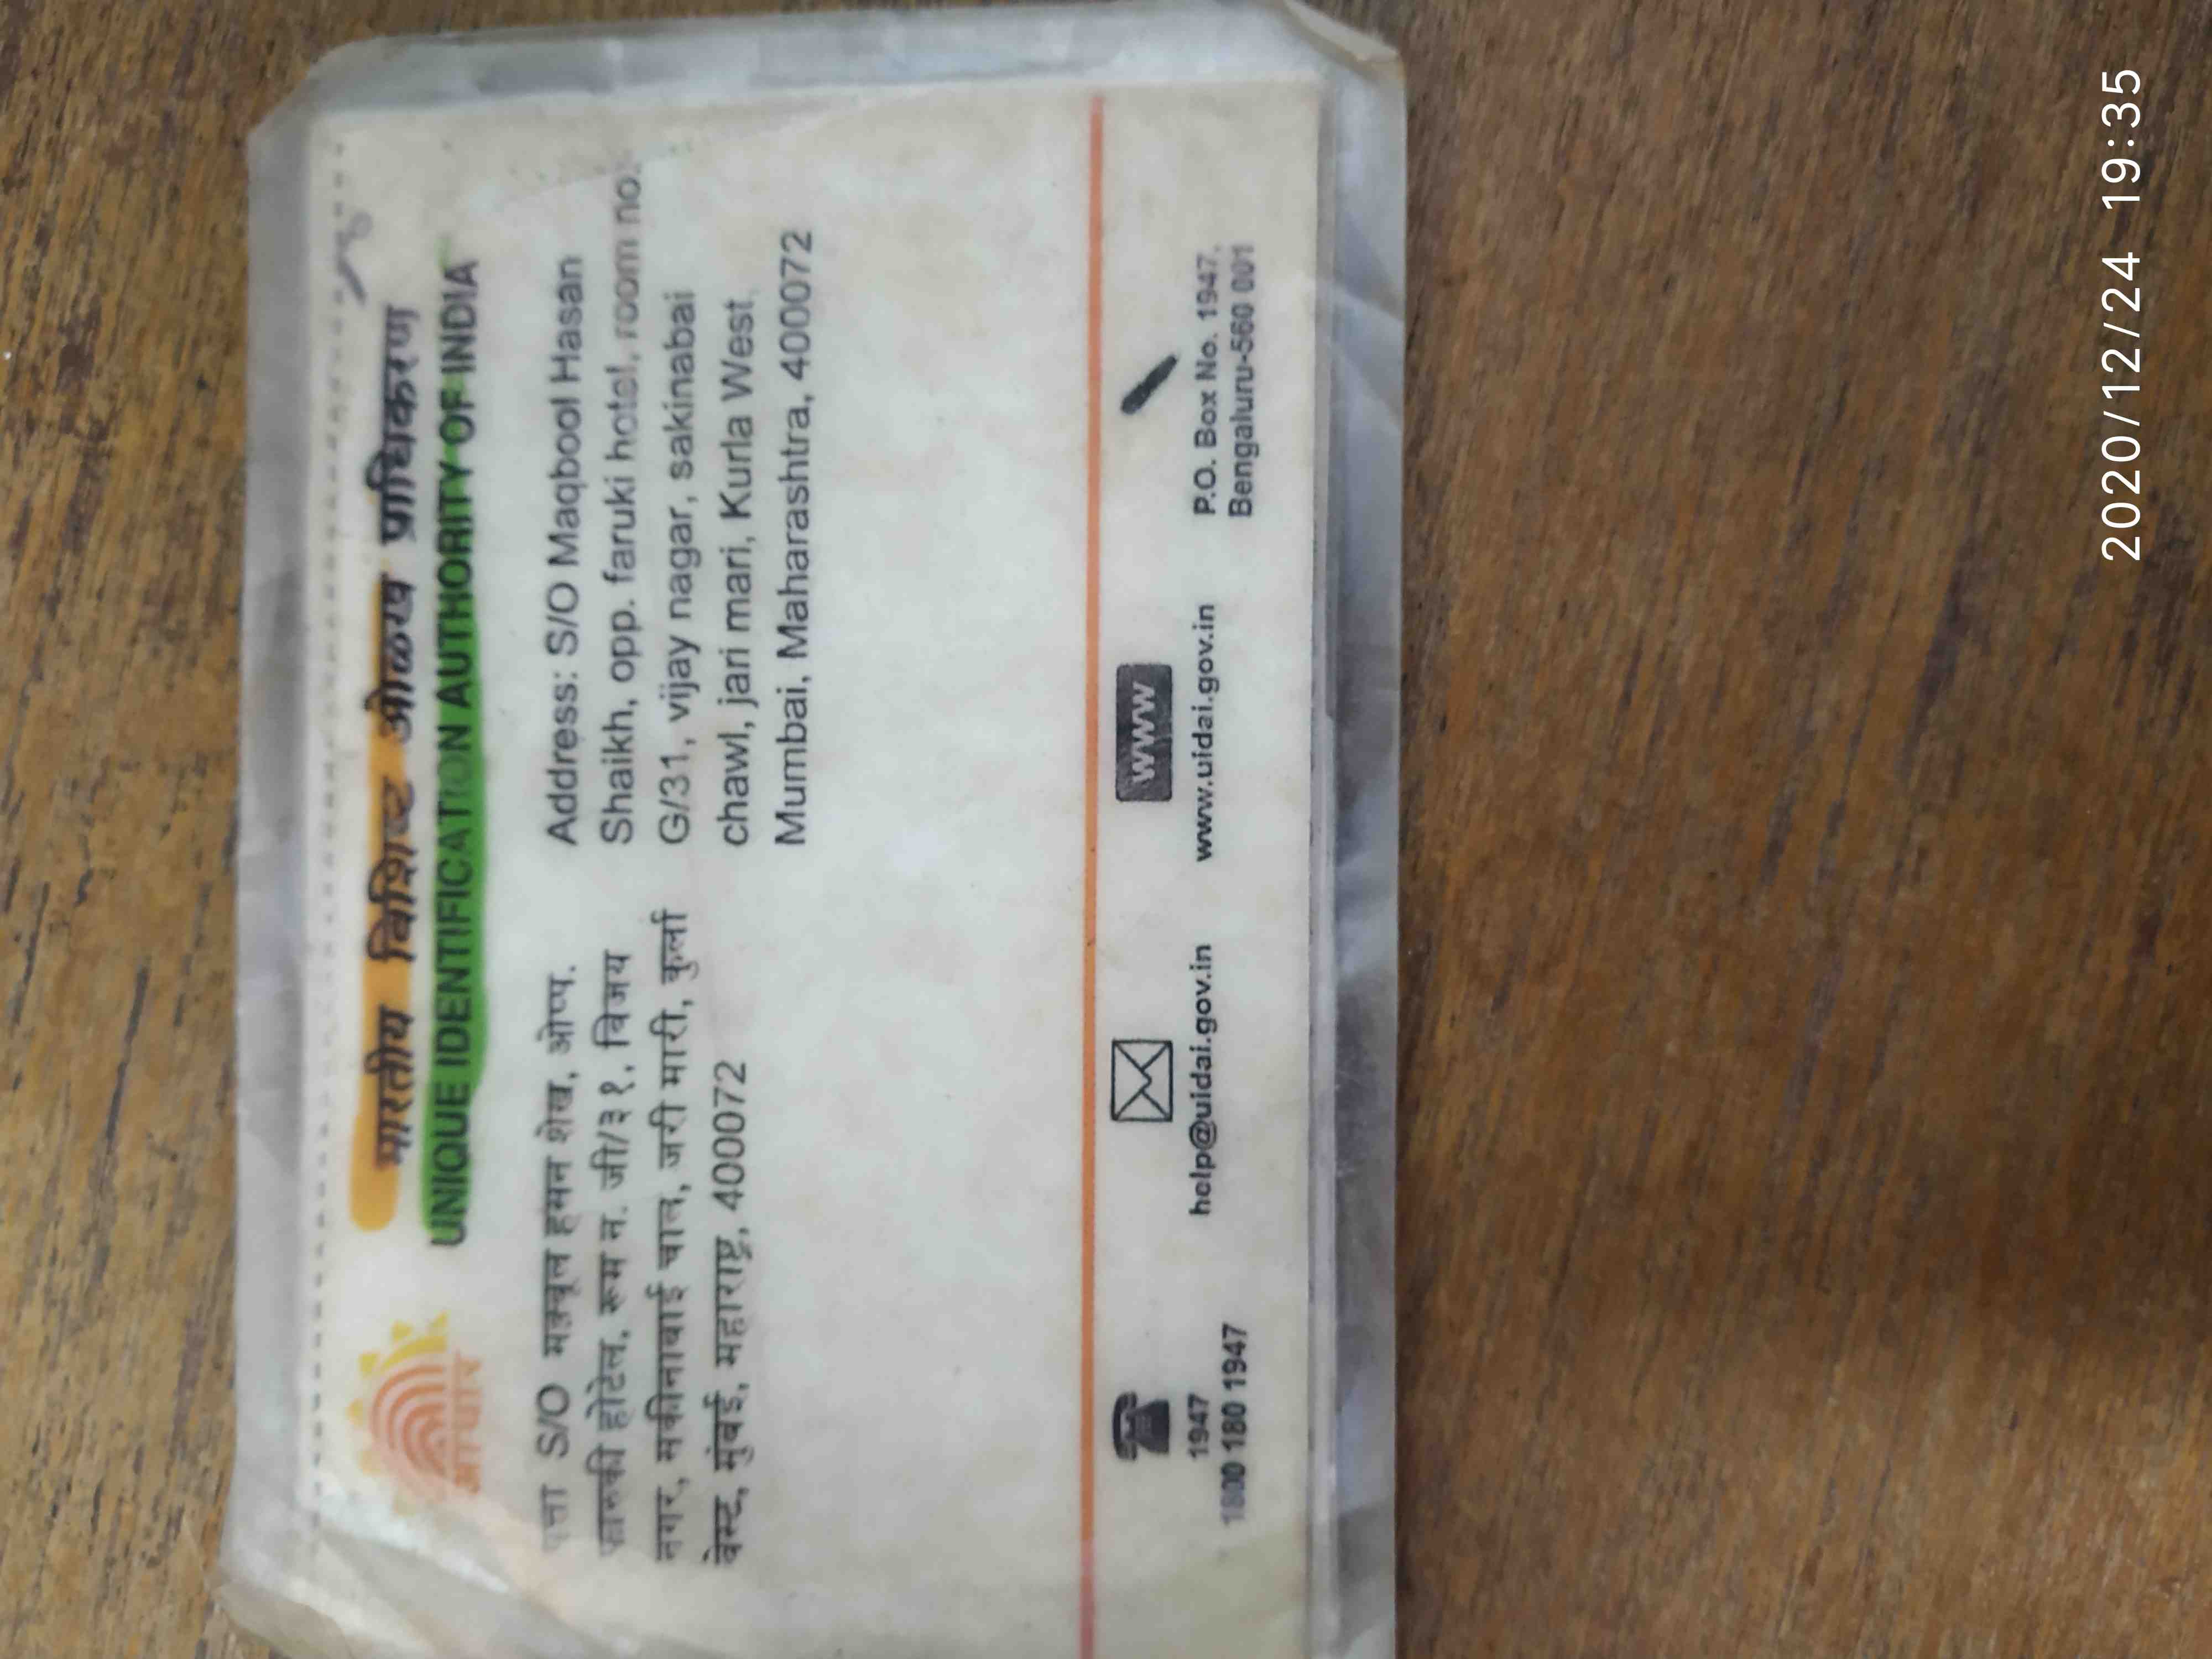 भारतीय विशिष्ट ओळख प्राधिकरण
UNIQUE IDENTIFICATION AUTHORITY OF INDIA
आधार
पत्ता S/O मक़बूल हसन शेख, ओप्प.
फारुकी होटेल, रूम न. जी/३१, विजय
नगर, सकीनाबाई चाल, जरी मारी, कुर्ला
वेस्ट, मुंबई, महाराष्ट्र, 400072
Address: S/O Maqbool Hasan
Shaikh, opp. faruki hotel, room no.
G/31, vijay nagar, sakinabai
chawl, jari mari, Kurla West,
Mumbai, Maharashtra, 400072
1947
1800 180 1947
help@uidai.gov.in
www
www.uidai.gov.in
P.O. Box No. 1947,
Bengaluru-560 001
2020/12/24 19:35